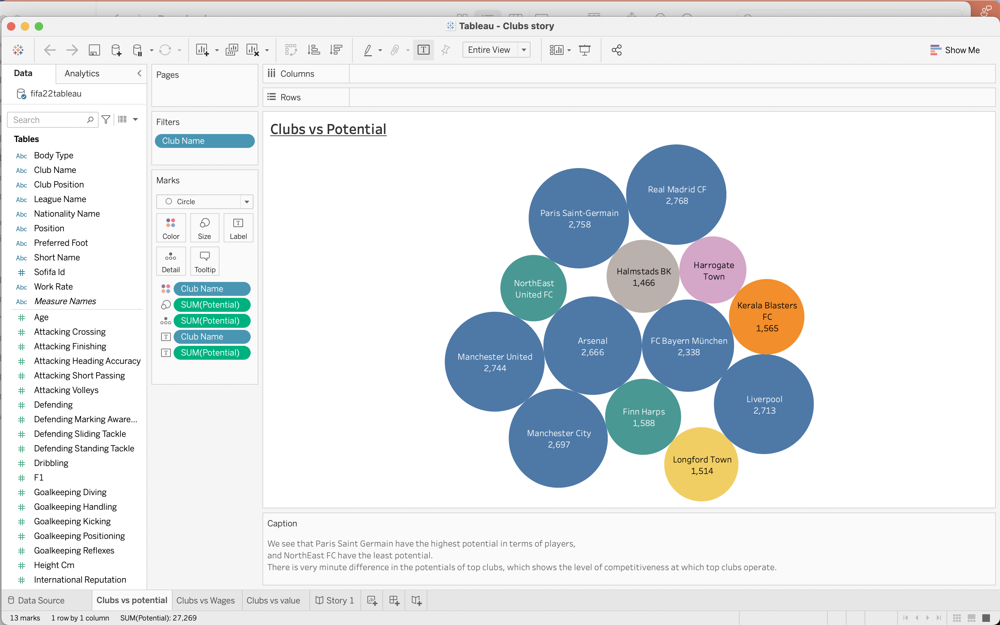 Tableau - Clubs story
Entire View
Show Me
Data
Analytics
fifa22tableau
Search
Tables
Abc Body Type
Abc Club Name
Abc Club Position
Abc League Name
Abc Nationality Name
Abc Position
Abc Preferred Foot
Abc Short Name
# Sofifa Id
Abc Work Rate
Abc Measure Names
# Age
# Attacking Crossing
# Attacking Finishing
# Attacking Heading Accuracy
# Attacking Short Passing
# Attacking Volleys
# Defending
# Defending Marking Aware...
# Defending Sliding Tackle
# Defending Standing Tackle
# Dribbling
# F1
# Goalkeeping Diving
# Goalkeeping Handling
# Goalkeeping Kicking
# Goalkeeping Positioning
# Goalkeeping Reflexes
# Height Cm
# International Reputation
Pages
Filters
Club Name
Marks
Circle
Color
Size
Label
Detail
Tooltip
Club Name
SUM(Potential)
SUM(Potential)
T Club Name
T SUM(Potential)
Columns
Rows
Clubs vs Potential
Real Madrid CF
2,768
Paris Saint-Germain
2,758
Harrogate
Town
Halmstads BK
1,466
NorthEast
United FC
Kerala Blasters
FC
1,565
Arsenal
2,666
FC Bayern München
2,338
Manchester United
2,744
Liverpool
2,713
Finn Harps
1,588
Manchester City
2,697
Longford Town
1,514
Caption
We see that Paris Saint Germain have the highest potential in terms of players,
and NorthEast FC have the least potential.
There is very minute difference in the potentials of top clubs, which shows the level of competitiveness at which top clubs operate.
Data Source
Clubs vs potential
Clubs vs Wages
Clubs vs value
Story 1
13 marks
1 row by 1 column
SUM(Potential): 27,269